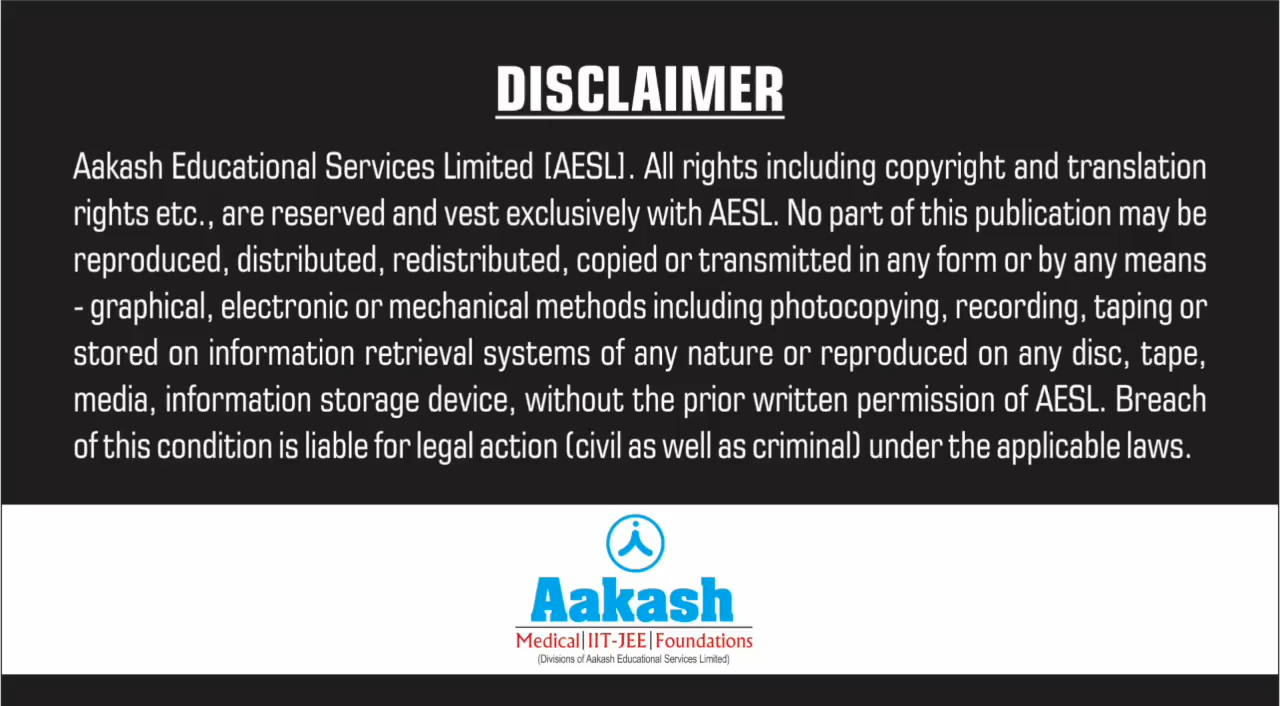 DISCLAIMER
Aakash Educational Services Limited [AESL]. All rights including copyright and translation
rights etc., are reserved and vest exclusively with AESL. No part of this publication may be
reproduced, distributed, redistributed, copied or transmitted in any form or by any means
- graphical, electronic or mechanical methods including photocopying, recording, taping or
stored on information retrieval systems of any nature or reproduced on any disc, tape,
media, information storage device, without the prior written permission of AESL. Breach
of this condition is liable for legal action (civil as well as criminal) under the applicable laws.
Aakash
Medical|IIT-JEE|Foundations
(Divisions of Aakash Educational Services Limited)